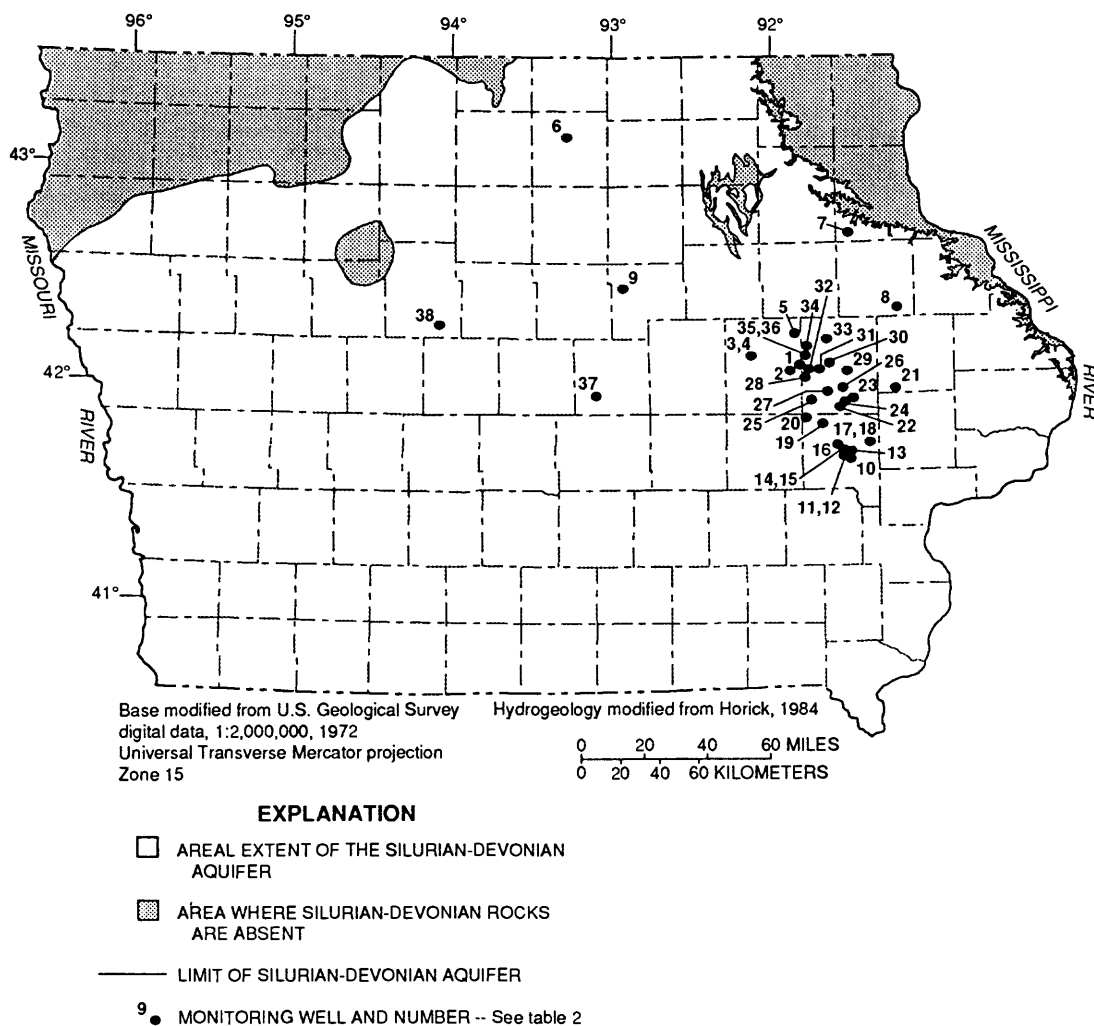 96° 95° 94° 93° 92°
6
43°
7
MISSOURI
MISSISSIPPI
9
32
8
38
5 34
35,36 33 31
3,4 30
1 29 26
42°
2
28 23 21
37
27
24
25 22
20 17,18
RIVER
RIVER
19
16 13
14,15 10
11,12
41°
Base modified from U.S. Geological Survey
digital data, 1:2,000,000, 1972
Universal Transverse Mercator projection
Zone 15
Hydrogeology modified from Horick, 1984
0 20 40 60 MILES
0 20 40 60 KILOMETERS
EXPLANATION
AREAL EXTENT OF THE SILURIAN-DEVONIAN
AQUIFER
AREA WHERE SILURIAN-DEVONIAN ROCKS
ARE ABSENT
LIMIT OF SILURIAN-DEVONIAN AQUIFER
9 MONITORING WELL AND NUMBER -- See table 2